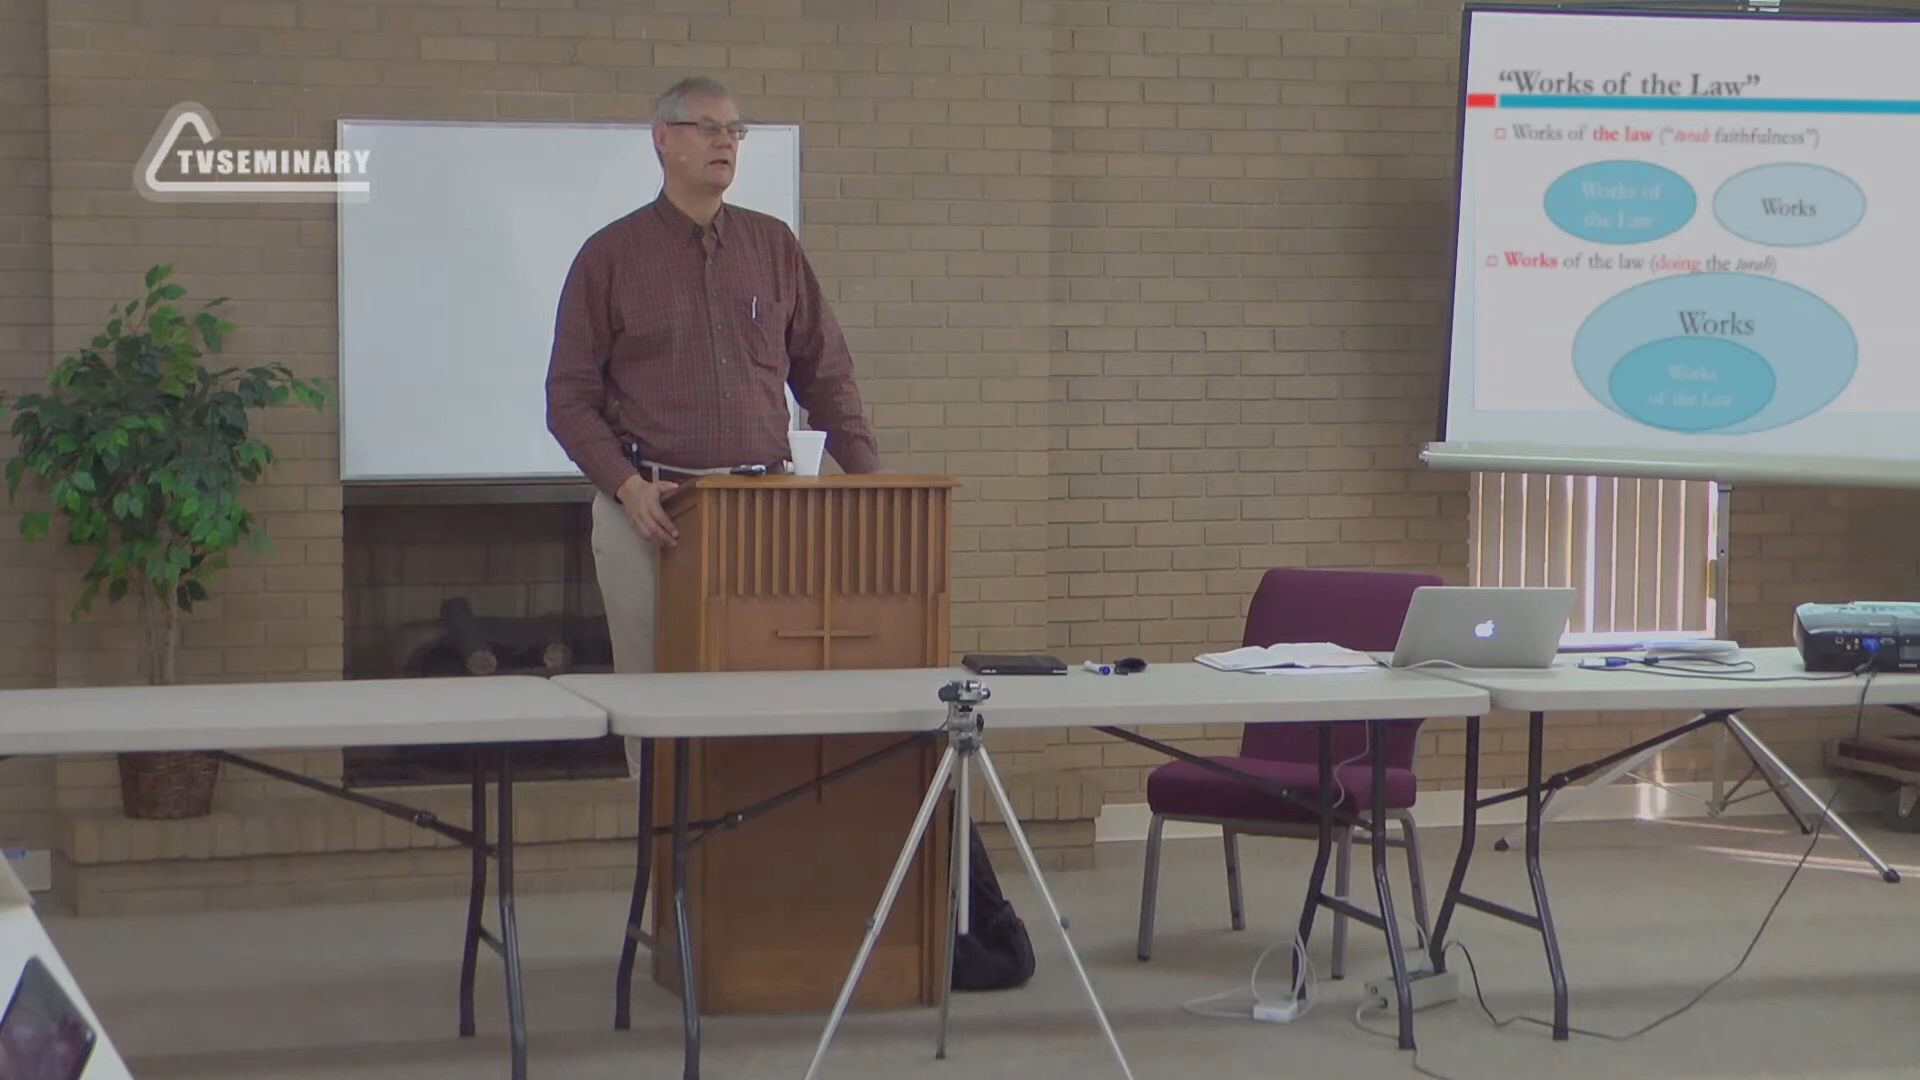 TVSEMINARY
“Works of the Law”
Works of the law (“torah faithfulness”)
Works of
the Law
Works
Works of the law (doing the torah)
Works
Works
of the Law